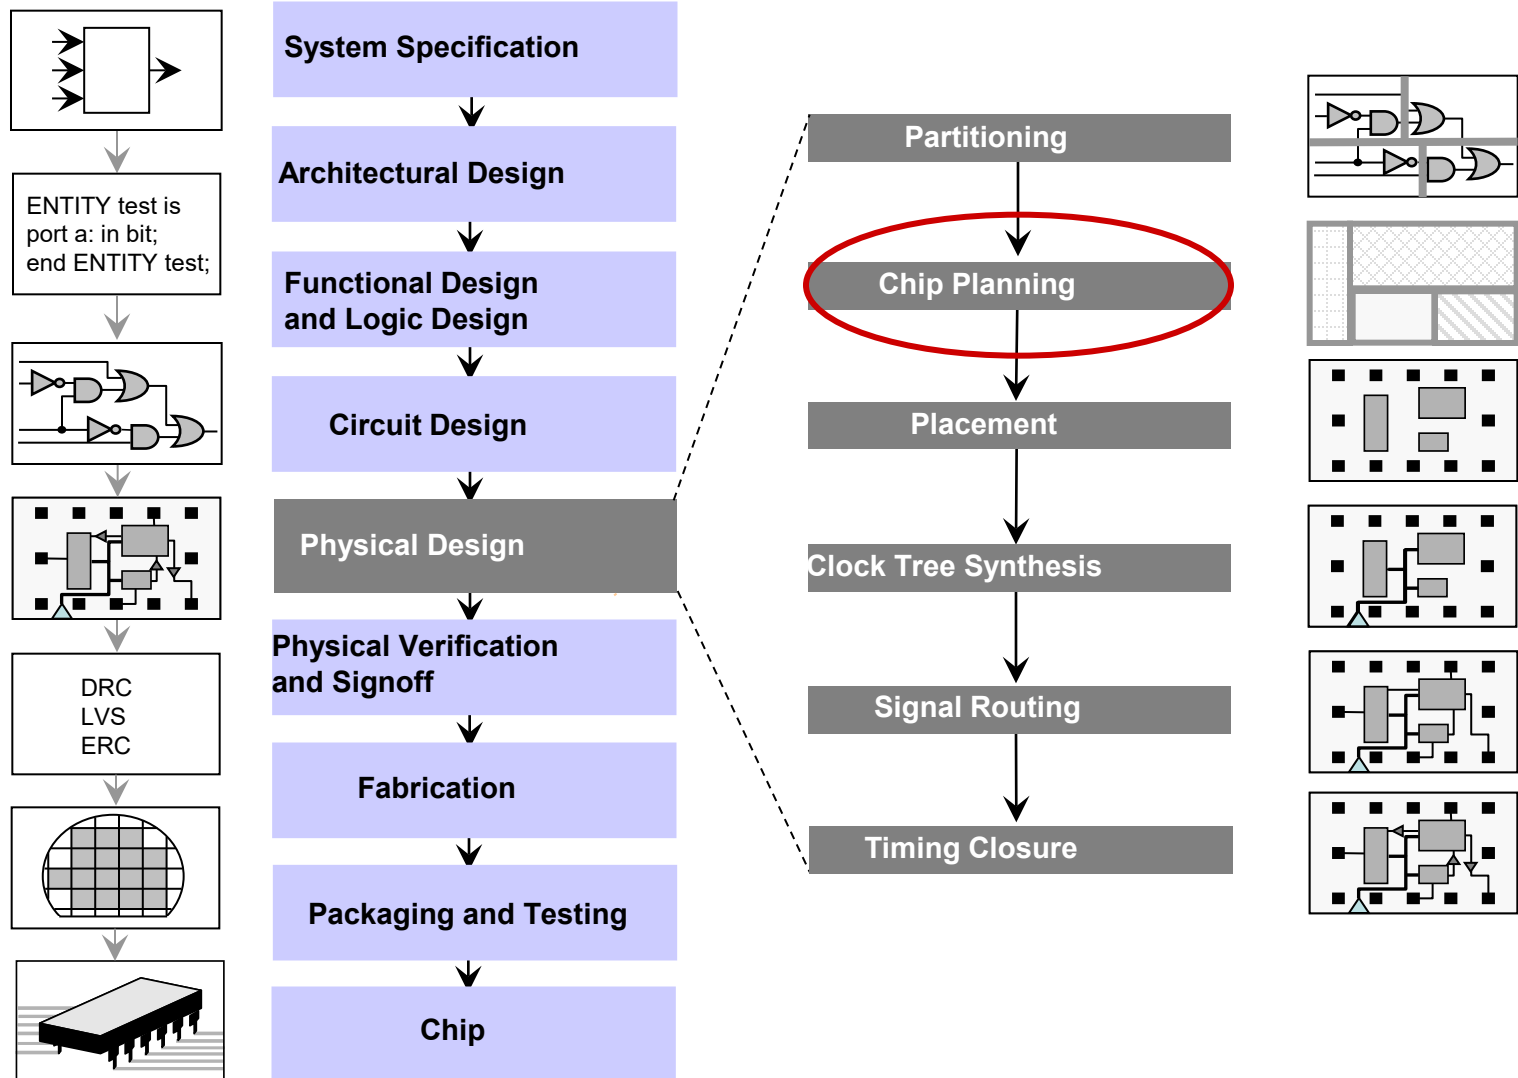 ENTITY test is
port a: in bit;
end ENTITY test;
DRC
LVS
ERC
System Specification
Architectural Design
Functional Design
and Logic Design
Circuit Design
Physical Design
Physical Verification
and Signoff
Fabrication
Packaging and Testing
Chip
Partitioning
Chip Planning
Placement
Clock Tree Synthesis
Signal Routing
Timing Closure